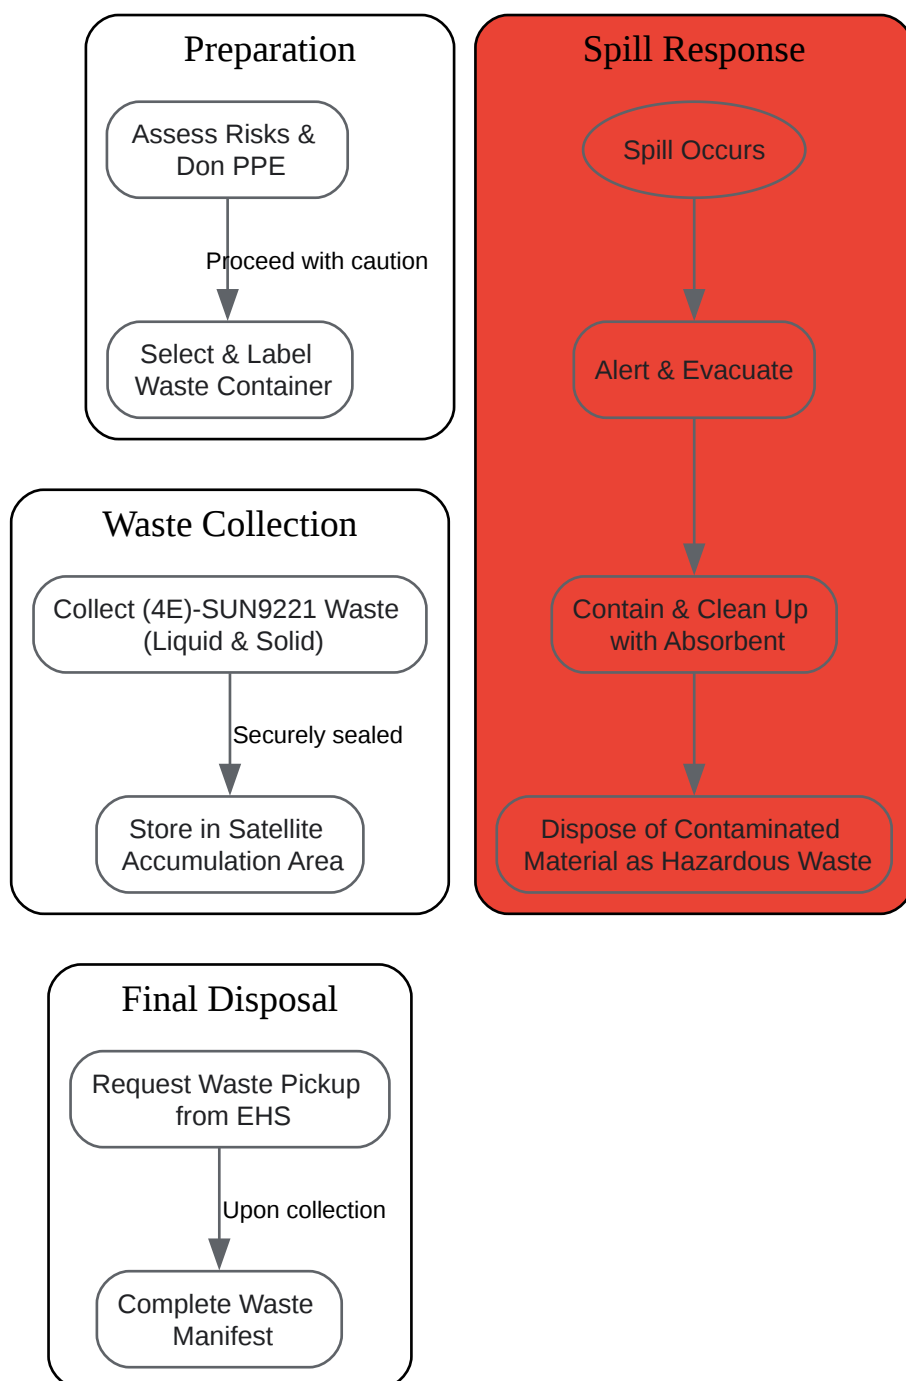 Preparation
Assess Risks &
Don PPE
Proceed with caution
Select & Label
Waste Container
Waste Collection
Collect (4E)-SUN9221 Waste
(Liquid & Solid)
Securely sealed
Store in Satellite
Accumulation Area
Final Disposal
Request Waste Pickup
from EHS
Upon collection
Complete Waste
Manifest
Spill Response
Spill Occurs
Alert & Evacuate
Contain & Clean Up
with Absorbent
Dispose of Contaminated
Material as Hazardous Waste